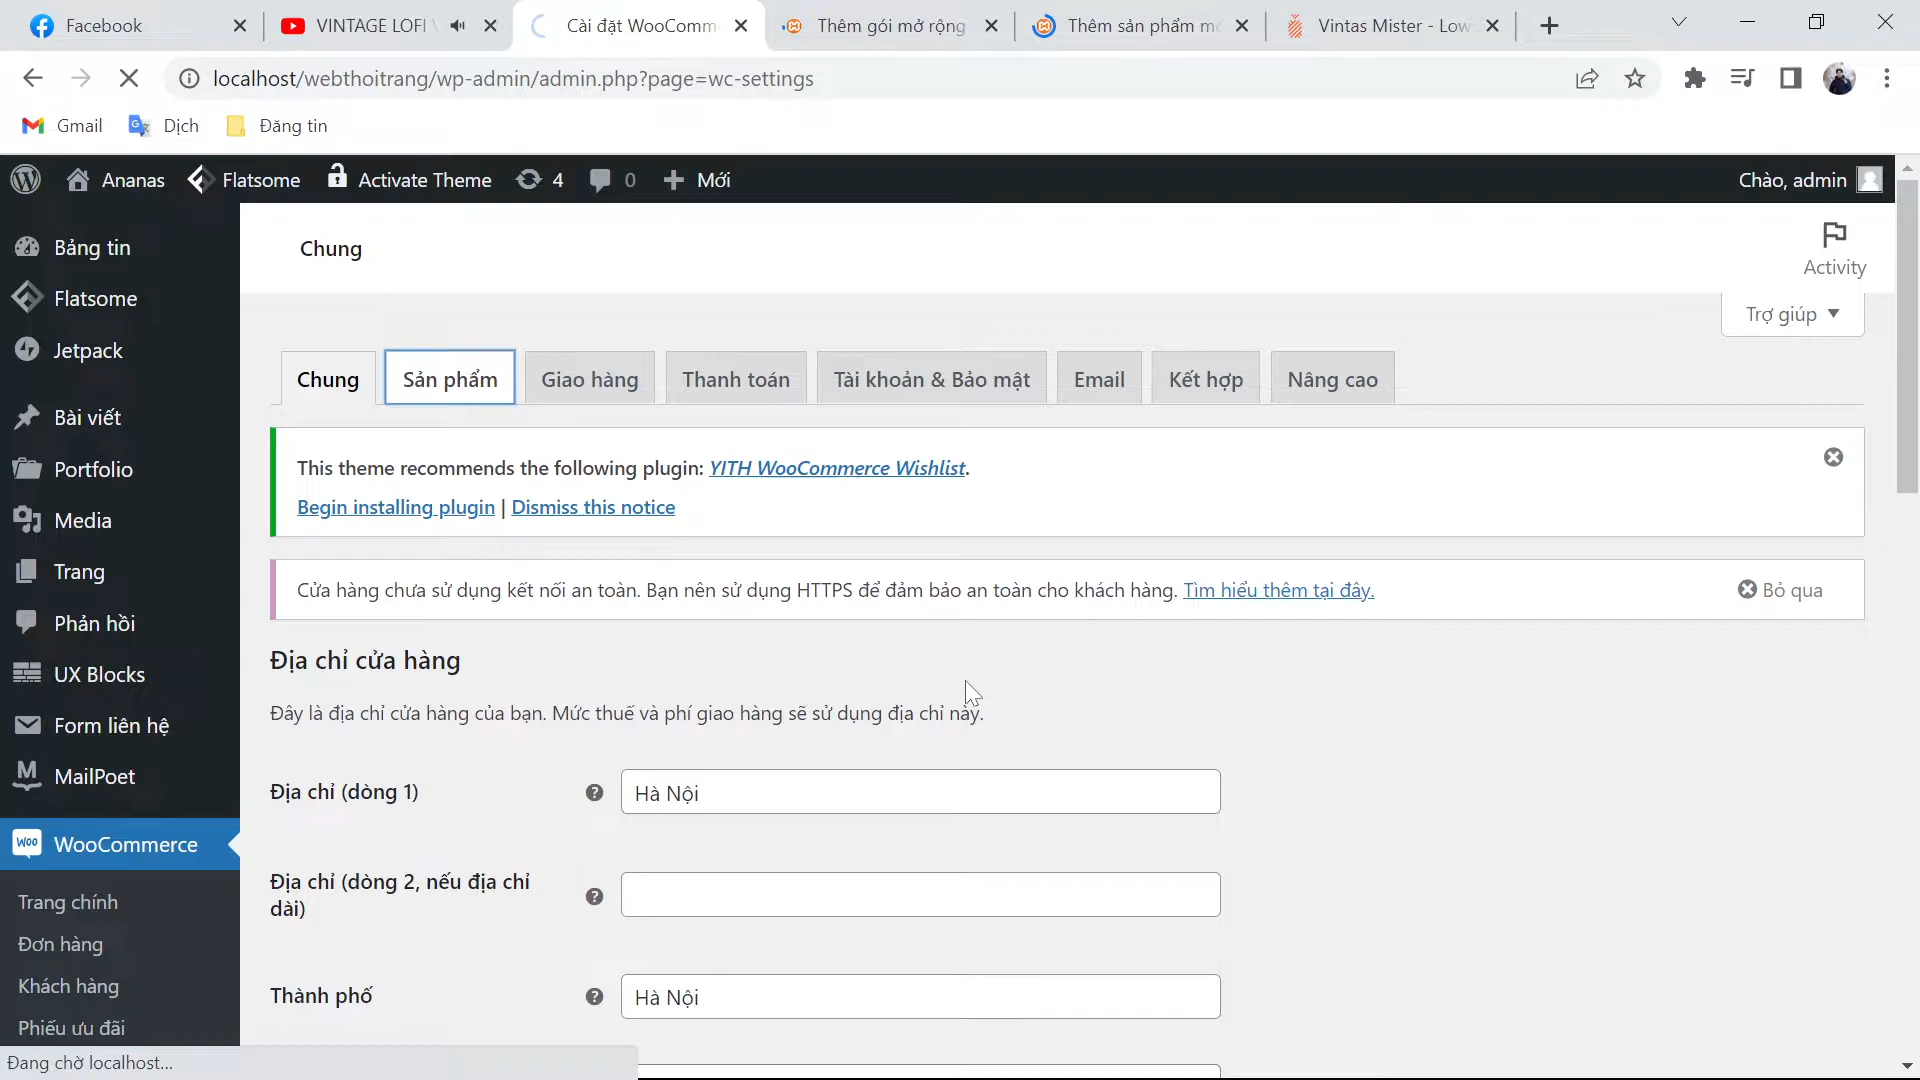 Facebook
VINTAGE LOFI
Cài đặt WooComm
Thêm gói mở rộng
Thêm sản phẩm mớ
Vintas Mister - Low
localhost/webthoitrang/wp-admin/admin.php?page=wc-settings
Gmail
Dịch
Đăng tin
Ananas
Flatsome
Activate Theme
4
0
Mới
Chào, admin
Bảng tin
Flatsome
Jetpack
Bài viết
Portfolio
Media
Trang
Phản hồi
UX Blocks
Form liên hệ
MailPoet
WooCommerce
Trang chính
Đơn hàng
Khách hàng
Phiếu ưu đãi
Đang chờ localhost...
Chung
Activity
Trợ giúp
Chung
Sản phẩm
Giao hàng
Thanh toán
Tài khoản & Bảo mật
Email
Kết hợp
Nâng cao
This theme recommends the following plugin: YITH WooCommerce Wishlist.
Begin installing plugin | Dismiss this notice
Cửa hàng chưa sử dụng kết nối an toàn. Bạn nên sử dụng HTTPS để đảm bảo an toàn cho khách hàng. Tìm hiểu thêm tại đây.
Bỏ qua
Địa chỉ cửa hàng
Đây là địa chỉ cửa hàng của bạn. Mức thuế và phí giao hàng sẽ sử dụng địa chỉ này.
Địa chỉ (dòng 1)
Hà Nội
Địa chỉ (dòng 2, nếu địa chỉ
dài)
Thành phố
Hà Nội